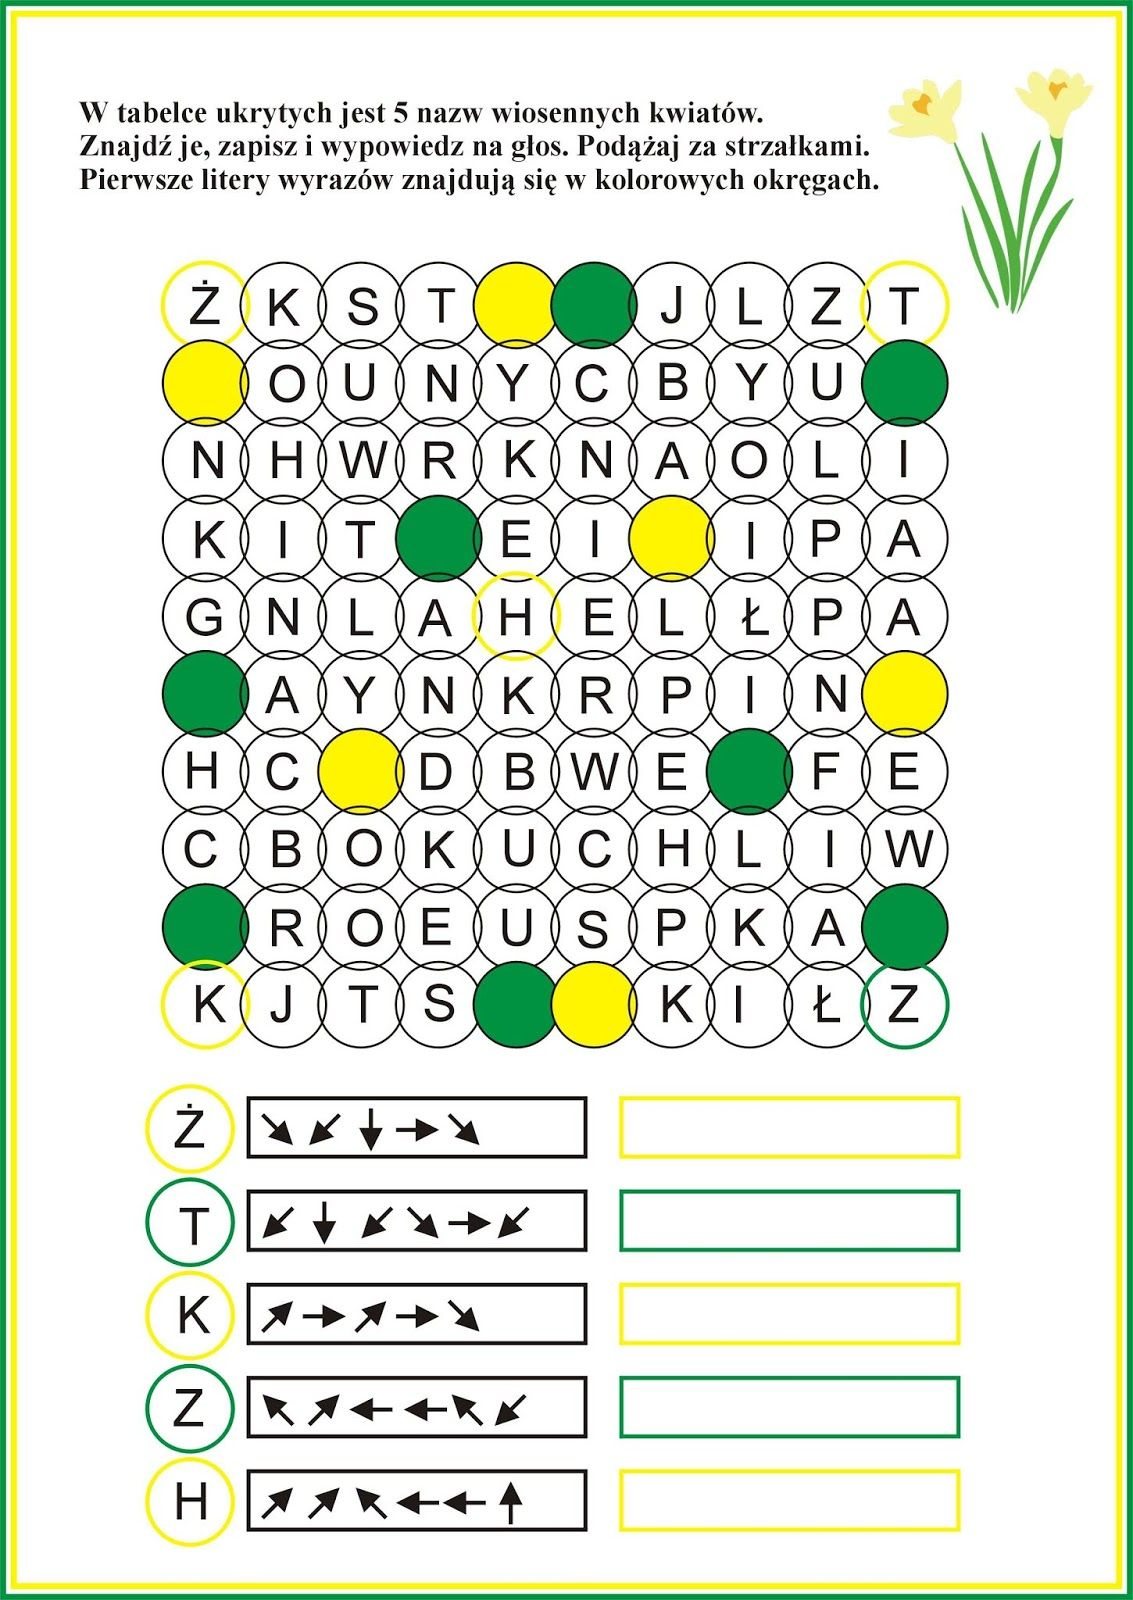 W tabelce ukrytych jest 5 nazw wiosennych kwiatów.
Znajdź je, zapisz i wypowiedz na głos. Podążaj za strzałkami.
Pierwsze litery wyrazów znajdują się w kolorowych okręgach.
Ż K S T J L Z T
O U N Y C B Y U
N H W R K N A O L I
K I T E I I P A
G N L A H E L Ł P A
A Y N K R P I N
H C D B W E F E
C B O K U C H L I W
R O E U S P K A
K J T S K I Ł Z
Ż
T
K
Z
H